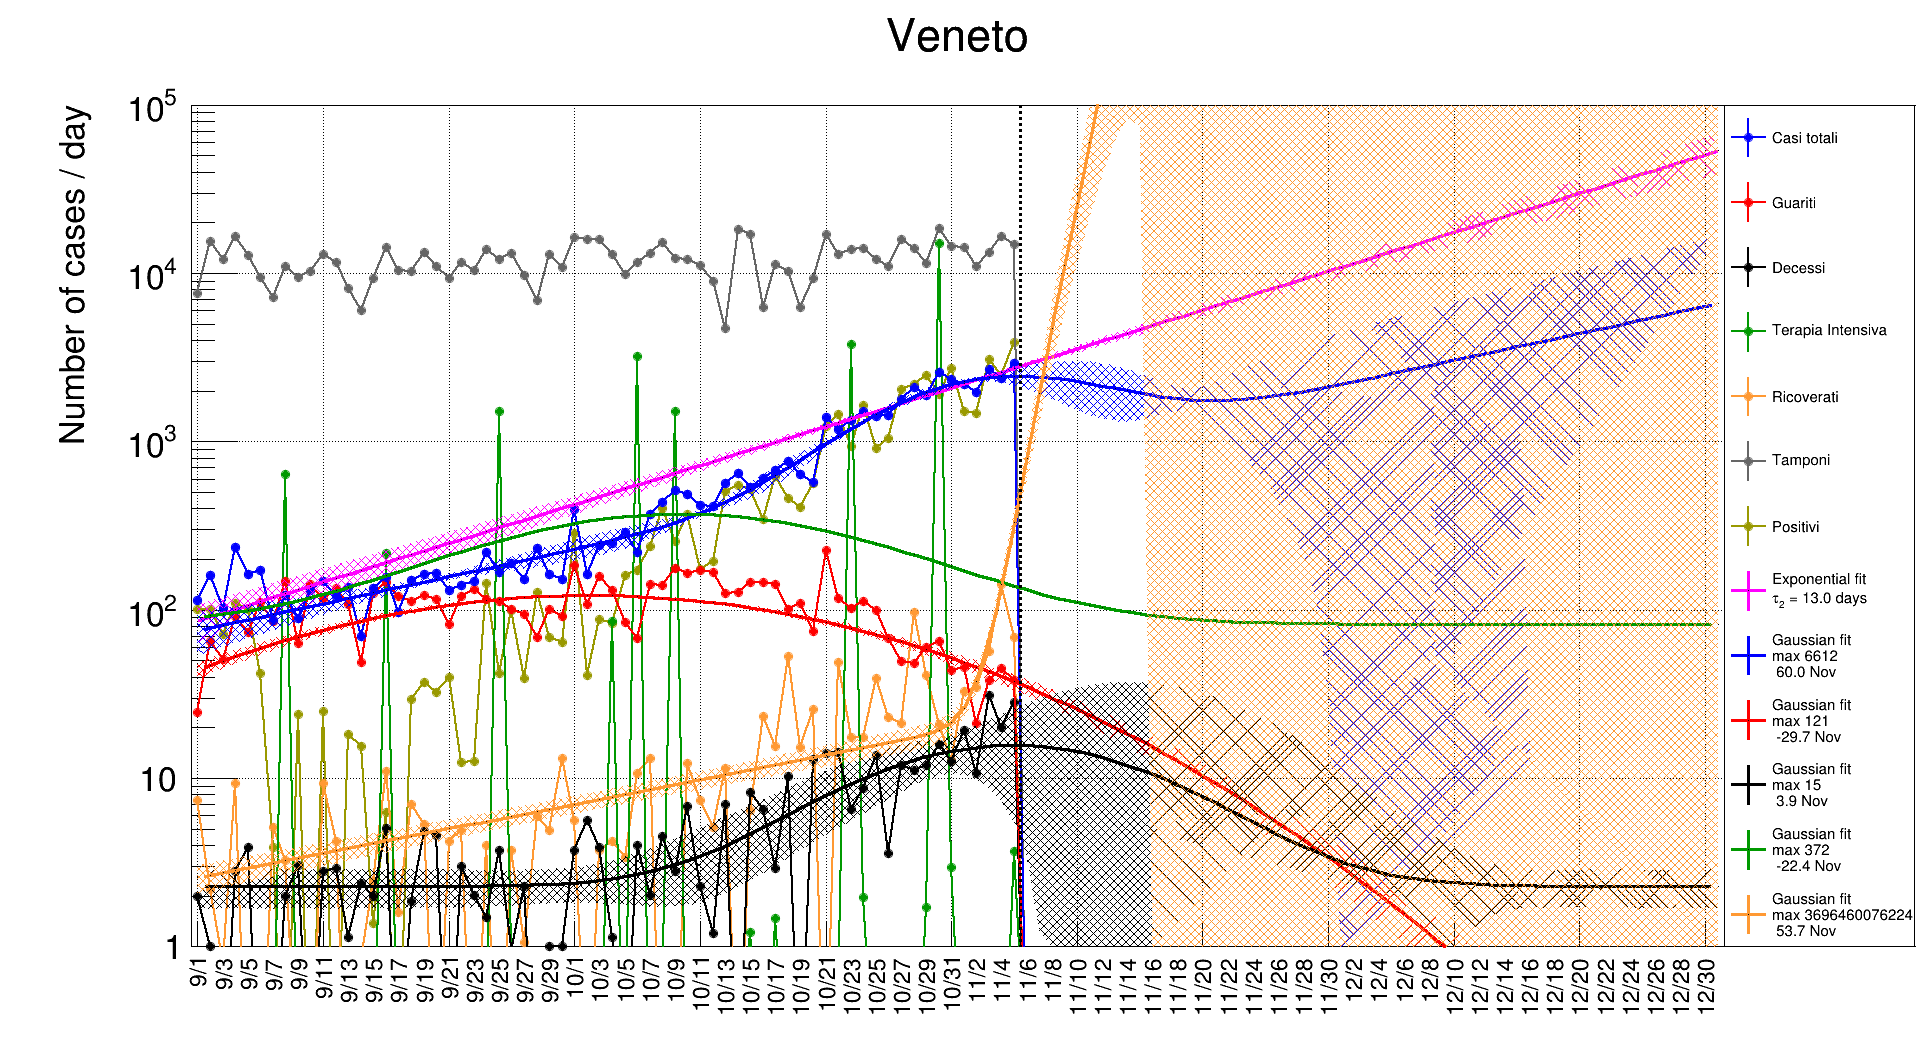 Veneto
Number of cases / day
10⁵
10⁴
10³
10²
10
1
9/1
9/3
9/5
9/7
9/9
9/11
9/13
9/15
9/17
9/19
9/21
9/23
9/25
9/27
9/29
10/1
10/3
10/5
10/7
10/9
10/11
10/13
10/15
10/17
10/19
10/21
10/23
10/25
10/27
10/29
10/31
11/2
11/4
11/6
11/8
11/10
11/12
11/14
11/16
11/18
11/20
11/22
11/24
11/26
11/28
11/30
12/2
12/4
12/6
12/8
12/10
12/12
12/14
12/16
12/18
12/20
12/22
12/24
12/26
12/28
12/30
Casi totali
Guariti
Decessi
Terapia Intensiva
Ricoverati
Tamponi
Positivi
Exponential fit
τ₂ = 13.0 days
Gaussian fit
max 6612
60.0 Nov
Gaussian fit
max 121
-29.7 Nov
Gaussian fit
max 15
3.9 Nov
Gaussian fit
max 372
-22.4 Nov
Gaussian fit
max 3696460076224
53.7 Nov